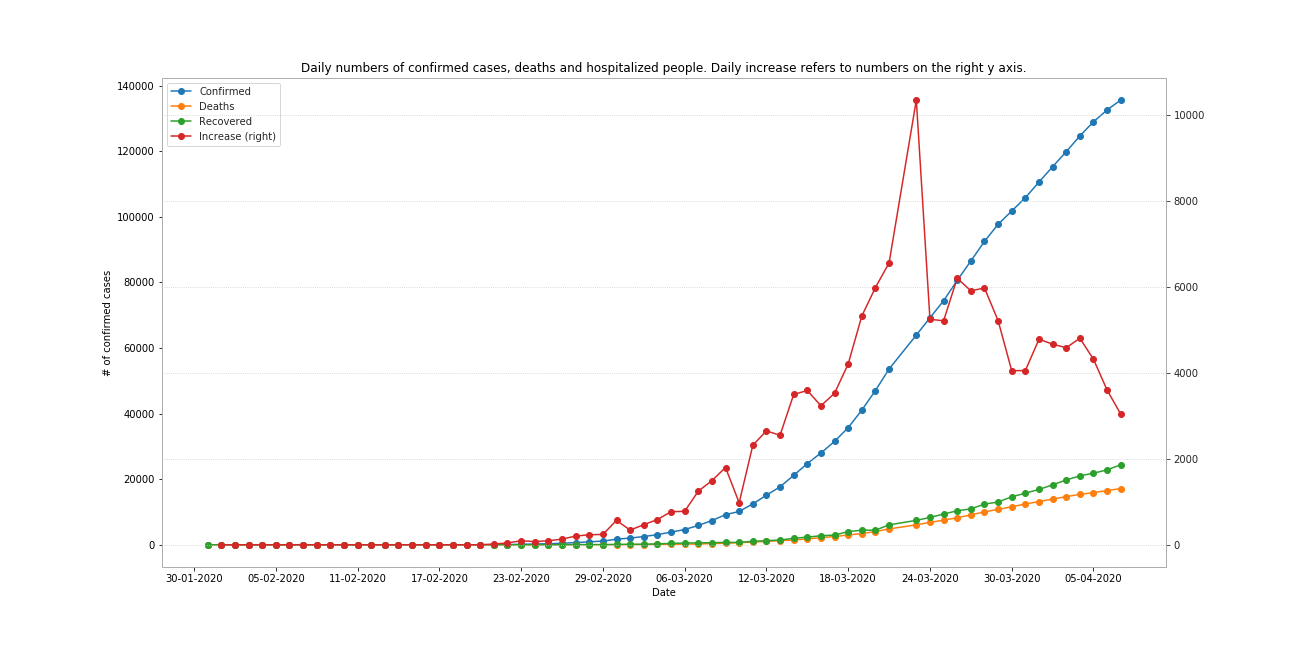 Daily numbers of confirmed cases, deaths and hospitalized people. Daily increase refers to numbers on the right y axis.
Confirmed
Deaths
Recovered
Increase (right)
140000
120000
100000
80000
60000
40000
20000
0
# of confirmed cases
10000
8000
6000
4000
2000
0
30-01-2020 05-02-2020 11-02-2020 17-02-2020 23-02-2020 29-02-2020 06-03-2020 12-03-2020 18-03-2020 24-03-2020 30-03-2020 05-04-2020
Date